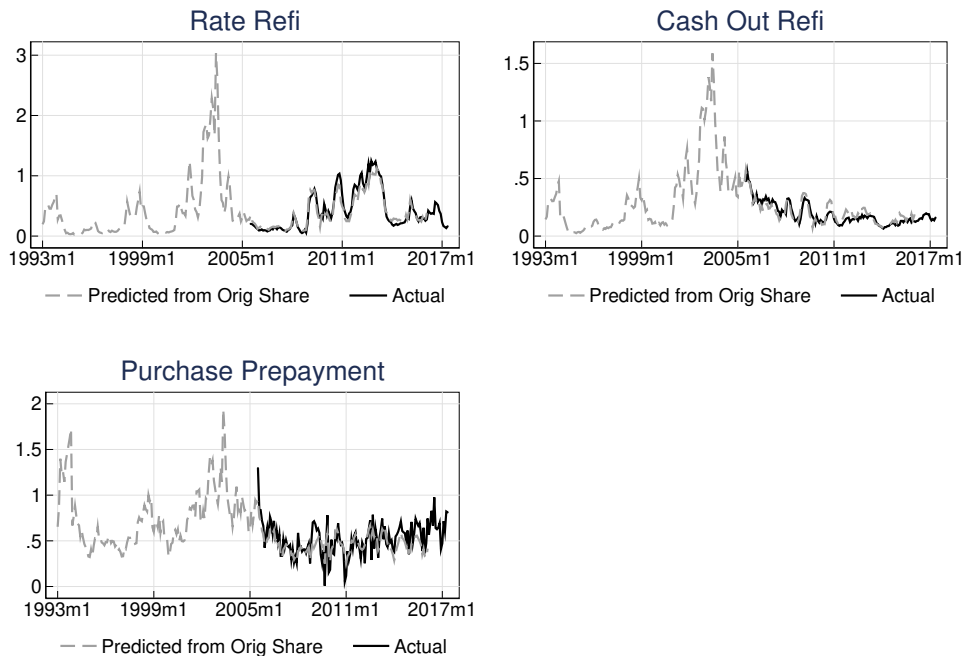 Rate Refi
3
2
1
0
1993m1 1999m1 2005m1 2011m1 2017m1
Predicted from Orig Share Actual
Cash Out Refi
1.5
1
.5
0
1993m1 1999m1 2005m1 2011m1 2017m1
Predicted from Orig Share Actual
Purchase Prepayment
2
1.5
1
.5
0
1993m1 1999m1 2005m1 2011m1 2017m1
Predicted from Orig Share Actual